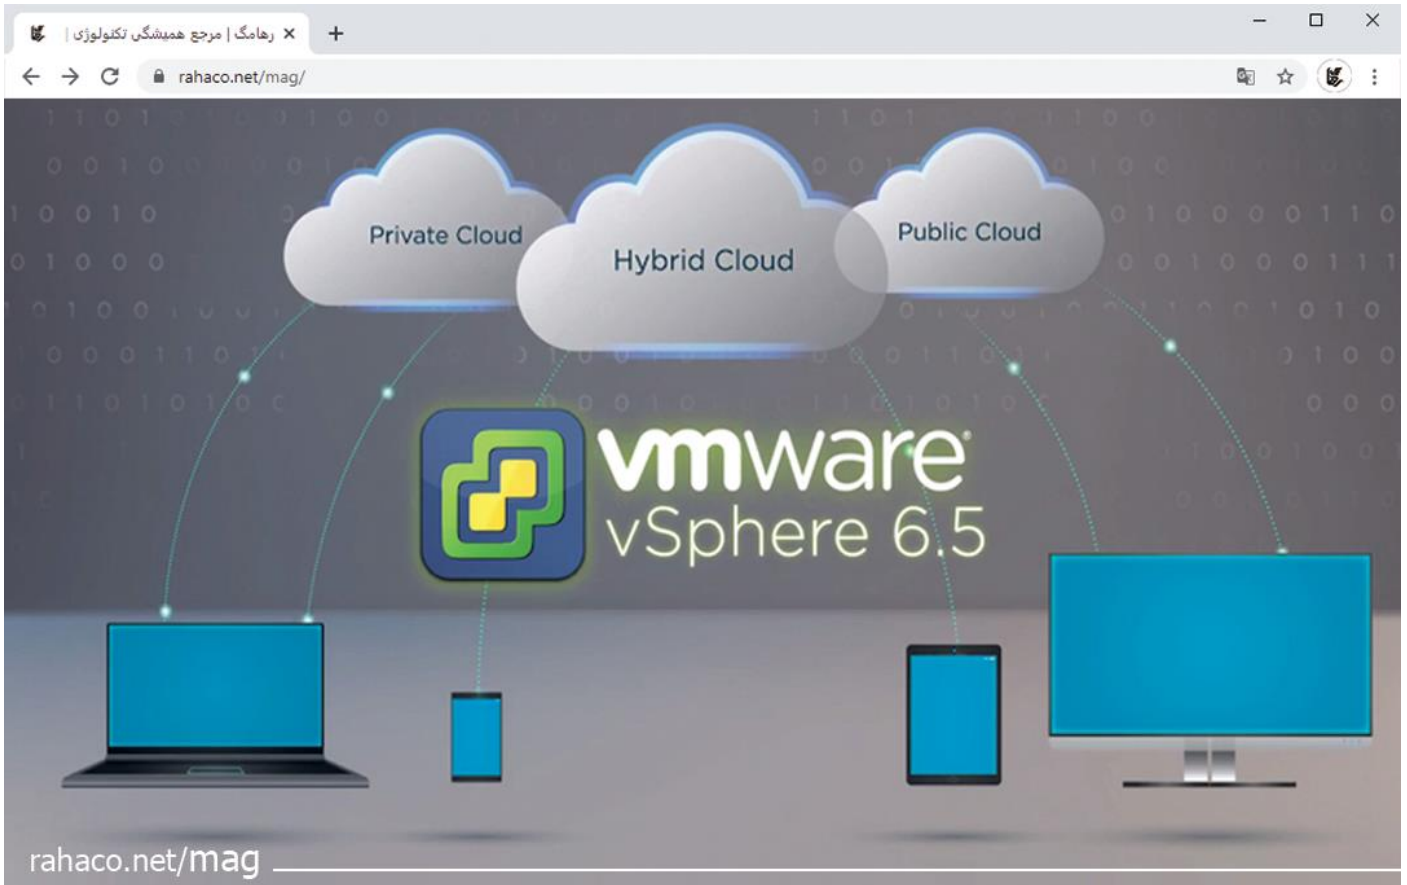 رهامگ | مرجع همیشگی تکنولوژی |
rahaco.net/mag/
Private Cloud
Hybrid Cloud
Public Cloud
vmware®
vSphere 6.5
rahaco.net/mag